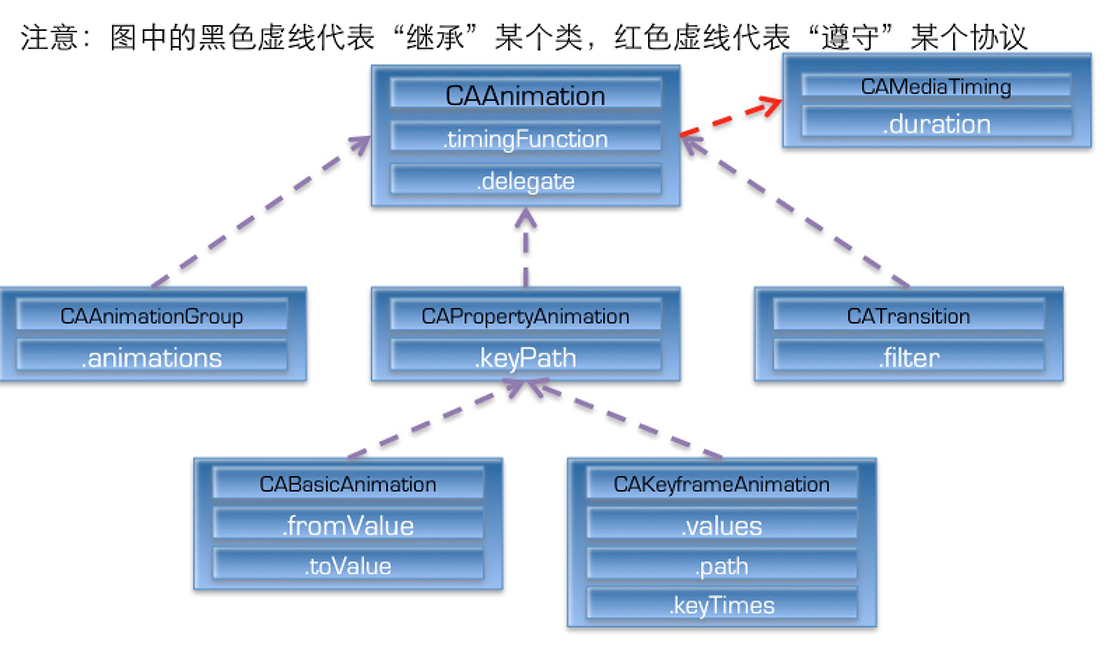 注意：图中的黑色虚线代表“继承”某个类，红色虚线代表“遵守”某个协议
CAAnimation
.timingFunction
.delegate
CAMediaTiming
.duration
CAAnimationGroup
.animations
CAPropertyAnimation
.keyPath
CATransition
.filter
CABasicAnimation
.fromValue
.toValue
CAKeyframeAnimation
.values
.path
.keyTimes